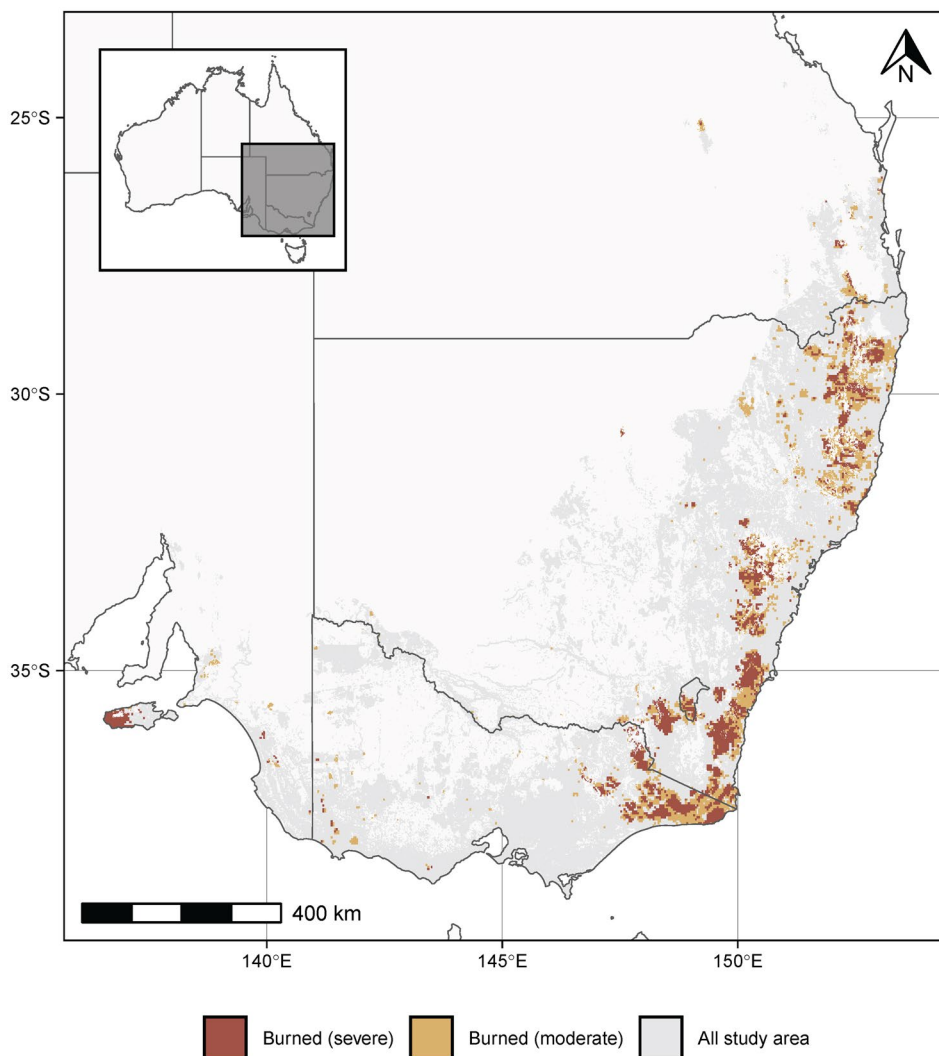 N
25°S
30°S
35°S
400 km
140°E
145°E
150°E
Burned (severe)
Burned (moderate)
All study area